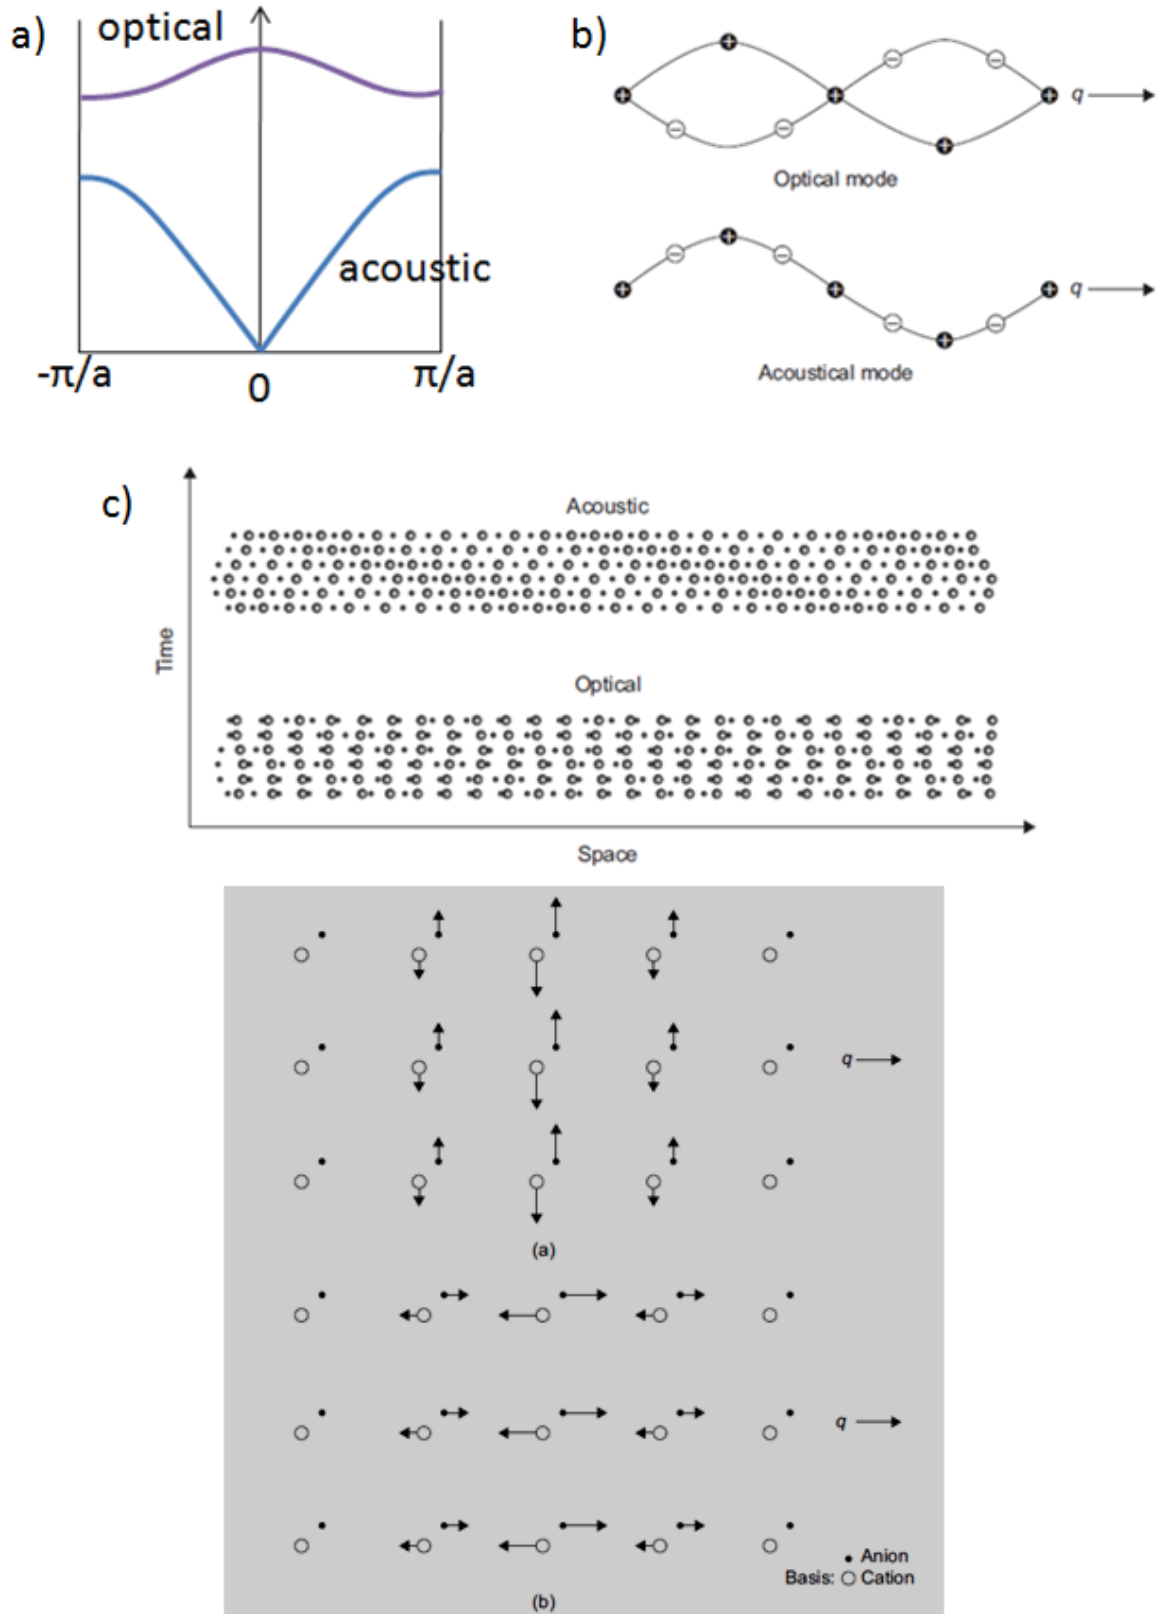 a)
optical
acoustic
-π/a
0
π/a
b)
q
Optical mode
q
Acoustical mode
c)
Acoustic
Time
Optical
Space
q
(a)
q
Anion
Basis: Cation
(b)